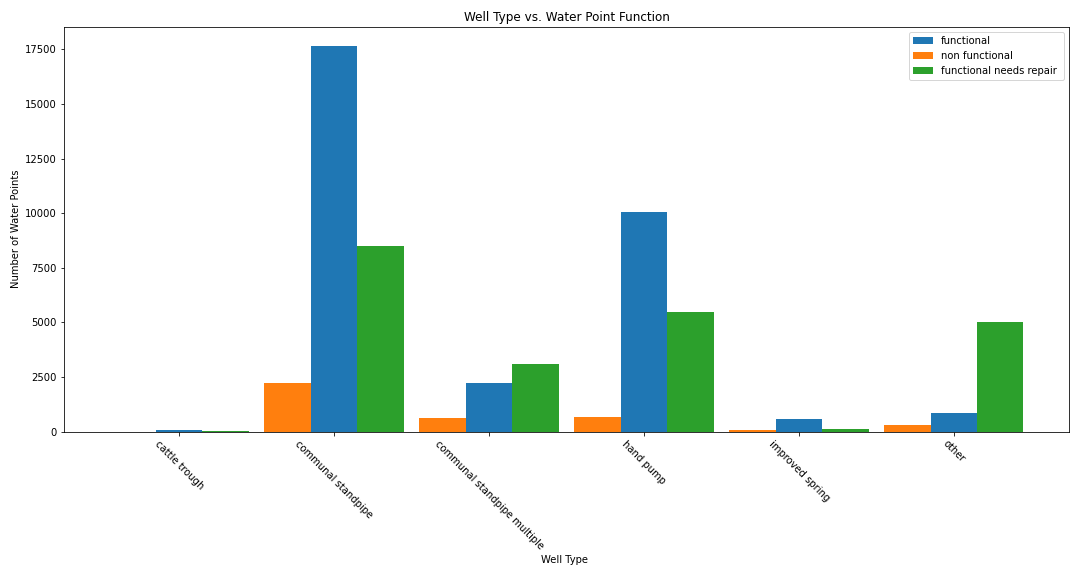 Well Type vs. Water Point Function
functional
non functional
functional needs repair
Number of Water Points
17500
15000
12500
10000
7500
5000
2500
0
cattle trough
communal standpipe
communal standpipe multiple
hand pump
improved spring
other
Well Type